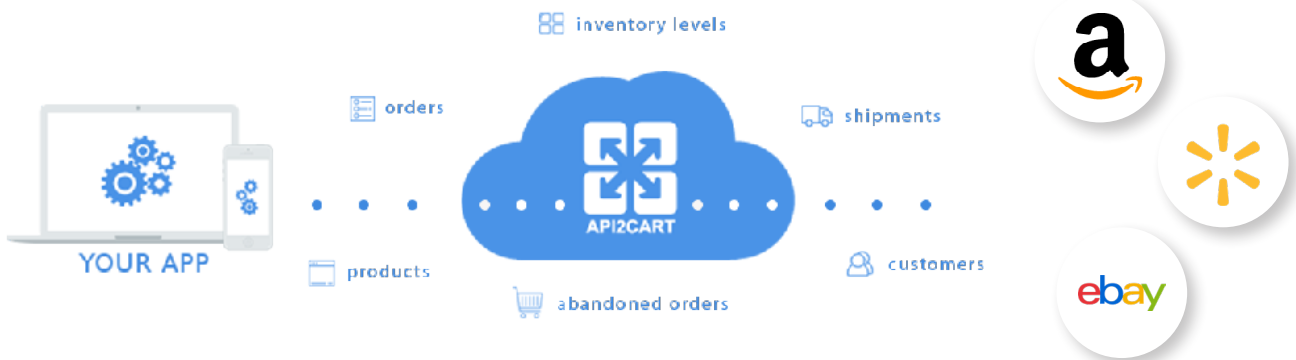 inventory levels
orders
shipments
API2CART
YOUR APP
products
customers
abandoned orders
a
ebay